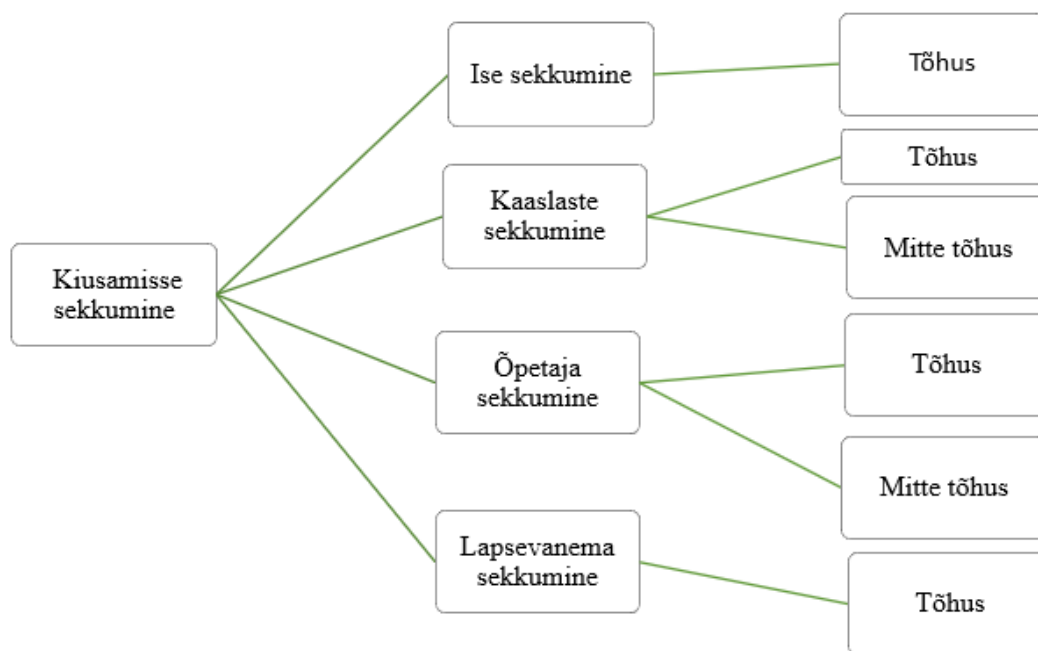 Kiusamisse
sekkumine
Ise sekkumine
Tõhus
Kaaslaste
sekkumine
Tõhus
Mitte tõhus
Õpetaja
sekkumine
Tõhus
Mitte tõhus
Lapsevanema
sekkumine
Tõhus